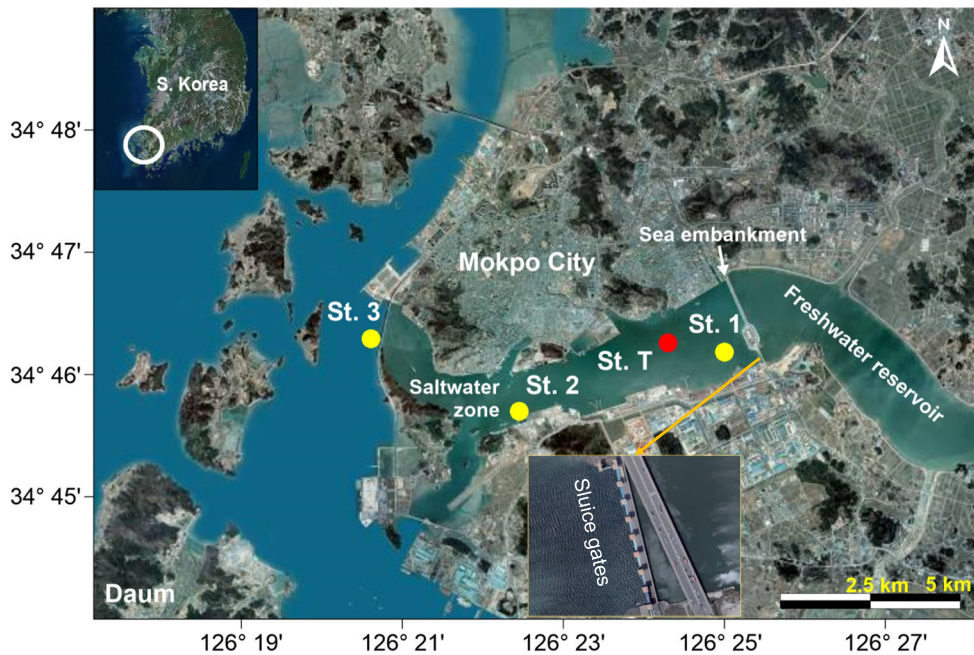 S. Korea
N
34° 48'
34° 47'
34° 46'
34° 45'
Sea embankment
Mokpo City
Freshwater reservoir
St. 3
St. 1
St. T
Saltwater
zone
St. 2
Sluice gates
Daum
2.5 km 5 km
126° 19' 126° 21' 126° 23' 126° 25' 126° 27'